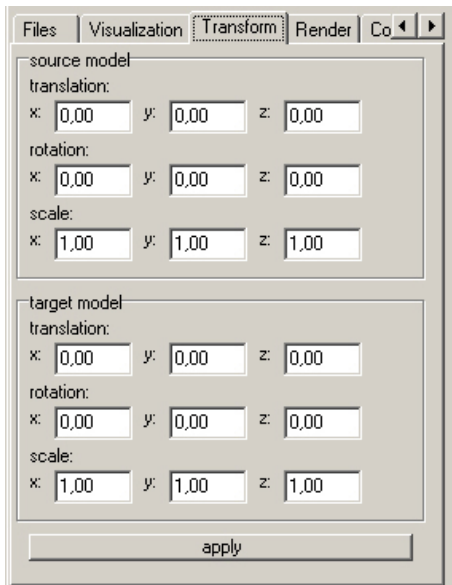 Files Visualization Transform Render Co
source model
translation:
x: 0,00 y: 0,00 z: 0,00
rotation:
x: 0,00 y: 0,00 z: 0,00
scale:
x: 1,00 y: 1,00 z: 1,00
target model
translation:
x: 0,00 y: 0,00 z: 0,00
rotation:
x: 0,00 y: 0,00 z: 0,00
scale:
x: 1,00 y: 1,00 z: 1,00
apply